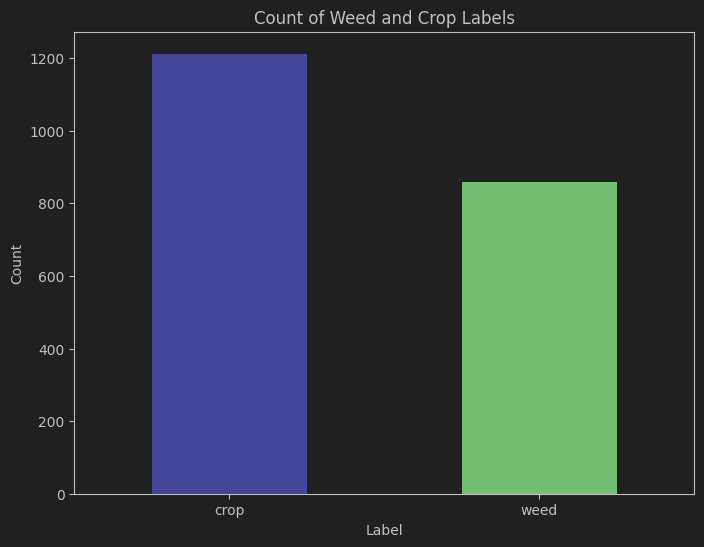 Count of Weed and Crop Labels
1200
1000
800
600
400
200
0
Count
crop
weed
Label